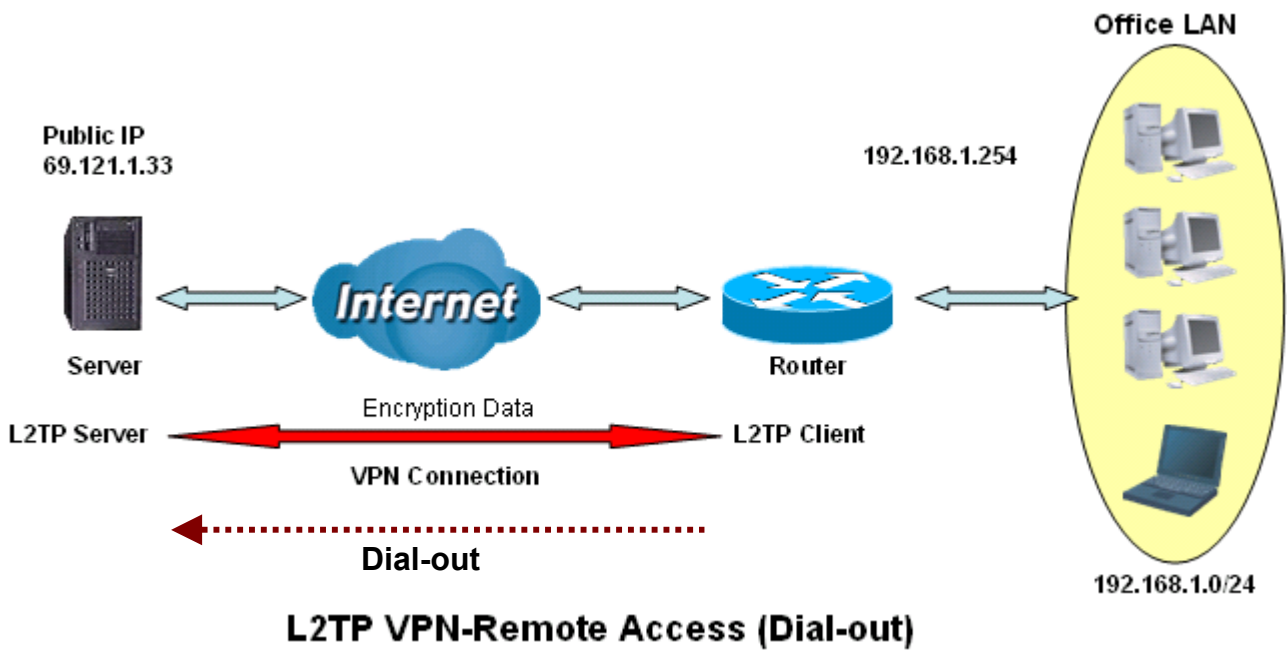 Office LAN
Public IP
69.121.1.33
192.168.1.254
Internet
Server
Router
Encryption Data
L2TP Server
L2TP Client
VPN Connection
Dial-out
192.168.1.0/24
L2TP VPN-Remote Access (Dial-out)